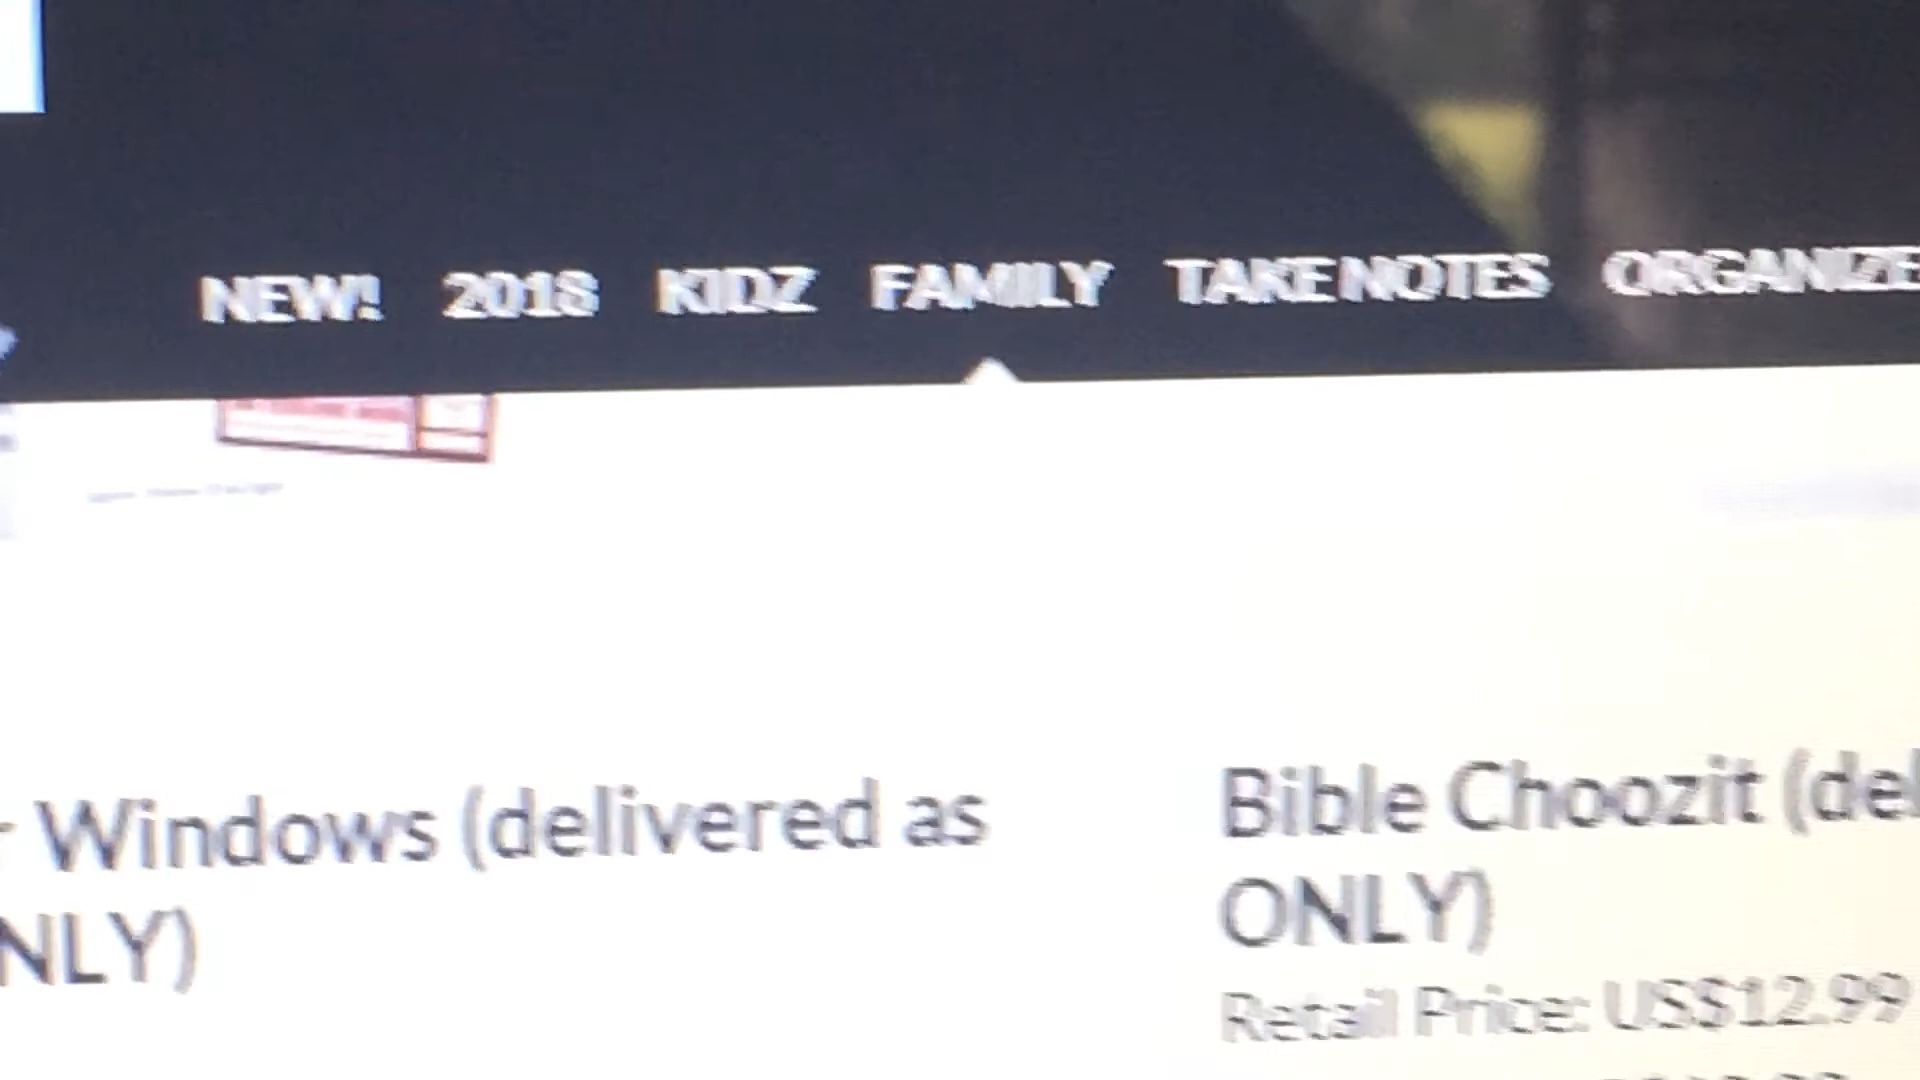 NEW! 2018 KIDZ FAMILY TAKE NOTES ORGANIZE
Windows (delivered as
NLY)
Bible Choozit (del
ONLY)
Retail Price: US$12.99